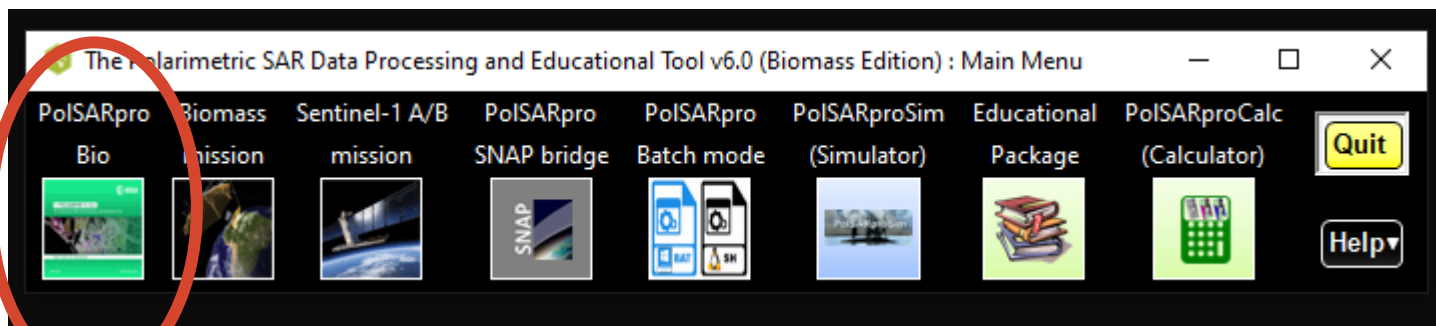 The Polarimetric SAR Data Processing and Educational Tool v6.0 (Biomass Edition) : Main Menu
PolSARpro Biomass Sentinel-1 A/B PolSARpro PolSARpro PolSARproSim Educational PolSARproCalc
Bio mission mission SNAP bridge Batch mode (Simulator) Package (Calculator)
Quit
SNAP
PolSARproSim
BAT SH
Help